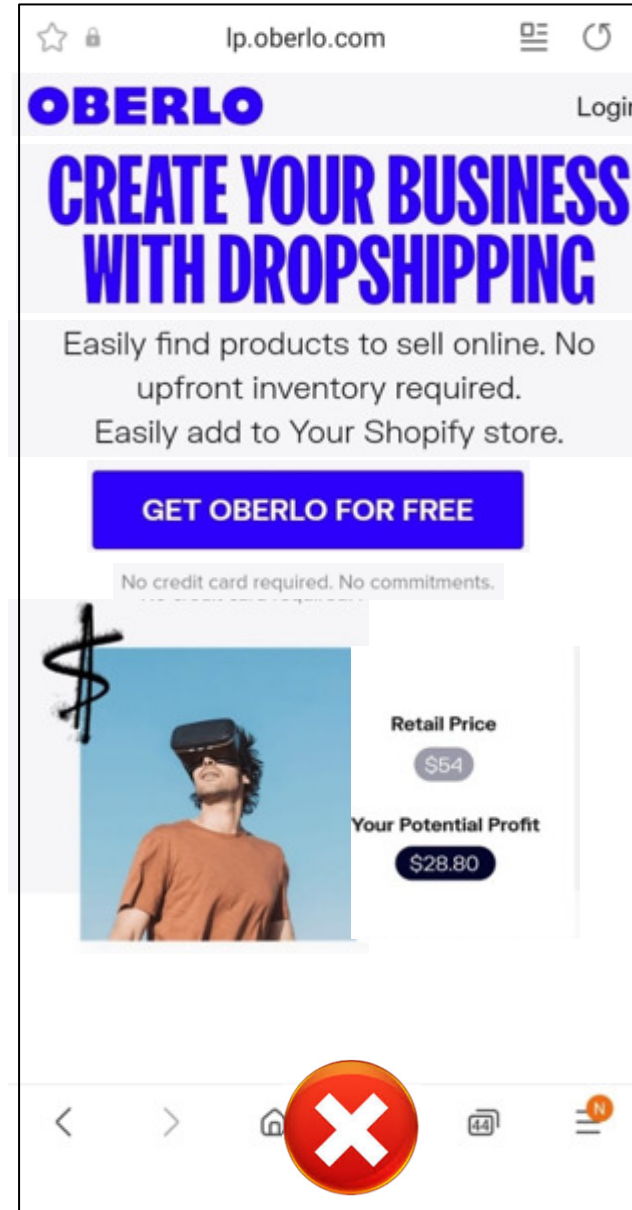 lp.oberlo.com
OBERLO
Login
CREATE YOUR BUSINESS
WITH DROPSHIPPING
Easily find products to sell online. No
upfront inventory required.
Easily add to Your Shopify store.
GET OBERLO FOR FREE
No credit card required. No commitments.
$
Retail Price
$54
Your Potential Profit
$28.80
44
N